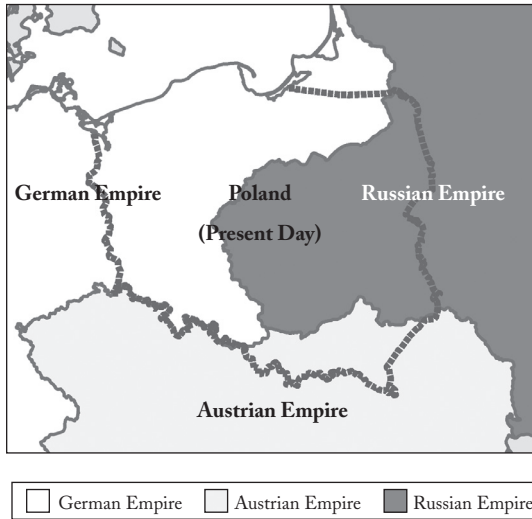 German Empire
Poland
(Present Day)
Russian Empire
Austrian Empire
German Empire
Austrian Empire
Russian Empire